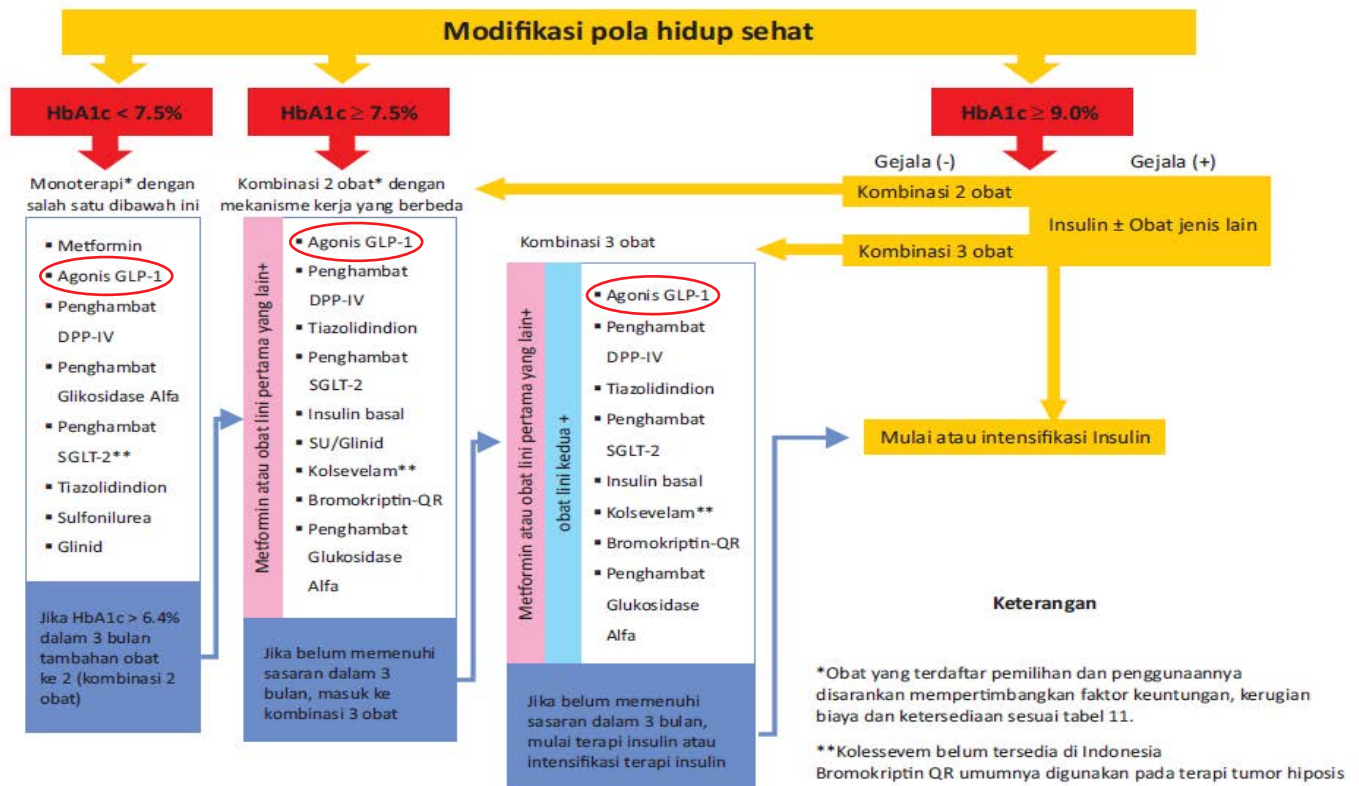 Modifikasi pola hidup sehat
HbA1c < 7.5%
HbA1c ≥ 7.5%
HbA1c ≥ 9.0%
Gejala (-)
Gejala (+)
Kombinasi 2 obat
Kombinasi 3 obat
Insulin ± Obat jenis lain
Mulai atau intensifikasi Insulin
Monoterapi* dengan
salah satu dibawah ini
▪ Metformin
▪ Agonis GLP-1
▪ Penghambat
DPP-IV
▪ Penghambat
Glikosidase Alfa
▪ Penghambat
SGLT-2**
▪ Tiazolidindion
▪ Sulfonilurea
▪ Glinid
Jika HbA1c > 6.4%
dalam 3 bulan
tambahan obat
ke 2 (kombinasi 2
obat)
Kombinasi 2 obat* dengan
mekanisme kerja yang berbeda
Metformin atau obat lini pertama yang lain+
▪ Agonis GLP-1
▪ Penghambat
DPP-IV
▪ Tiazolidindion
▪ Penghambat
SGLT-2
▪ Insulin basal
▪ SU/Glinid
▪ Kolsevelam**
▪ Bromokriptin-QR
▪ Penghambat
Glukosidase
Alfa
Jika belum memenuhi
sasaran dalam 3
bulan, masuk ke
kombinasi 3 obat
Kombinasi 3 obat
Metformin atau obat lini pertama yang lain+
obat lini kedua +
▪ Agonis GLP-1
▪ Penghambat
DPP-IV
▪ Tiazolidindion
▪ Penghambat
SGLT-2
▪ Insulin basal
▪ Kolsevelam**
▪ Bromokriptin-QR
▪ Penghambat
Glukosidase
Alfa
Jika belum memenuhi
sasaran dalam 3 bulan,
mulai terapi insulin atau
intensifikasi terapi insulin
Keterangan
*Obat yang terdaftar pemilihan dan penggunaannya
disarankan mempertimbangkan faktor keuntungan, kerugian
biaya dan ketersediaan sesuai tabel 11.
**Kolessevem belum tersedia di Indonesia
Bromokriptin QR umumnya digunakan pada terapi tumor hiposis